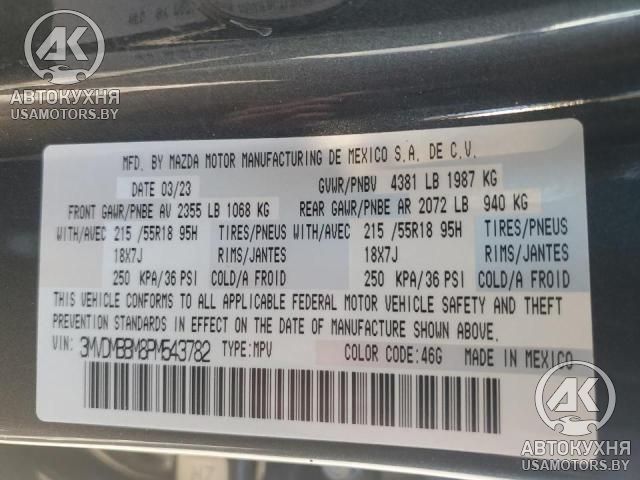 АК
АВТОКУХНЯ
USAMOTORS.BY
MFD. BY MAZDA MOTOR MANUFACTURING DE MEXICO S.A. DE C.V.
DATE 03/23 GVWR/PNBV 4381 LB 1987 KG
FRONT GAWR/PNBE AV 2355 LB 1068 KG REAR GAWR/PNBE AR 2072 LB 940 KG
WITH/AVEC 215 /55R18 95H TIRES/PNEUS WITH/AVEC 215 /55R18 95H TIRES/PNEUS
18X7J RIMS/JANTES 18X7J RIMS/JANTES
250 KPA/36 PSI COLD/A FROID 250 KPA/36 PSI COLD/A FROID
THIS VEHICLE CONFORMS TO ALL APPLICABLE FEDERAL MOTOR VEHICLE SAFETY AND THEFT
PREVENTION STANDARDS IN EFFECT ON THE DATE OF MANUFACTURE SHOWN ABOVE.
VIN: 3MVDMBBM8PM543782 TYPE:MPV COLOR CODE:46G MADE IN MEXICO
АК
АВТОКУХНЯ
USAMOTORS.BY